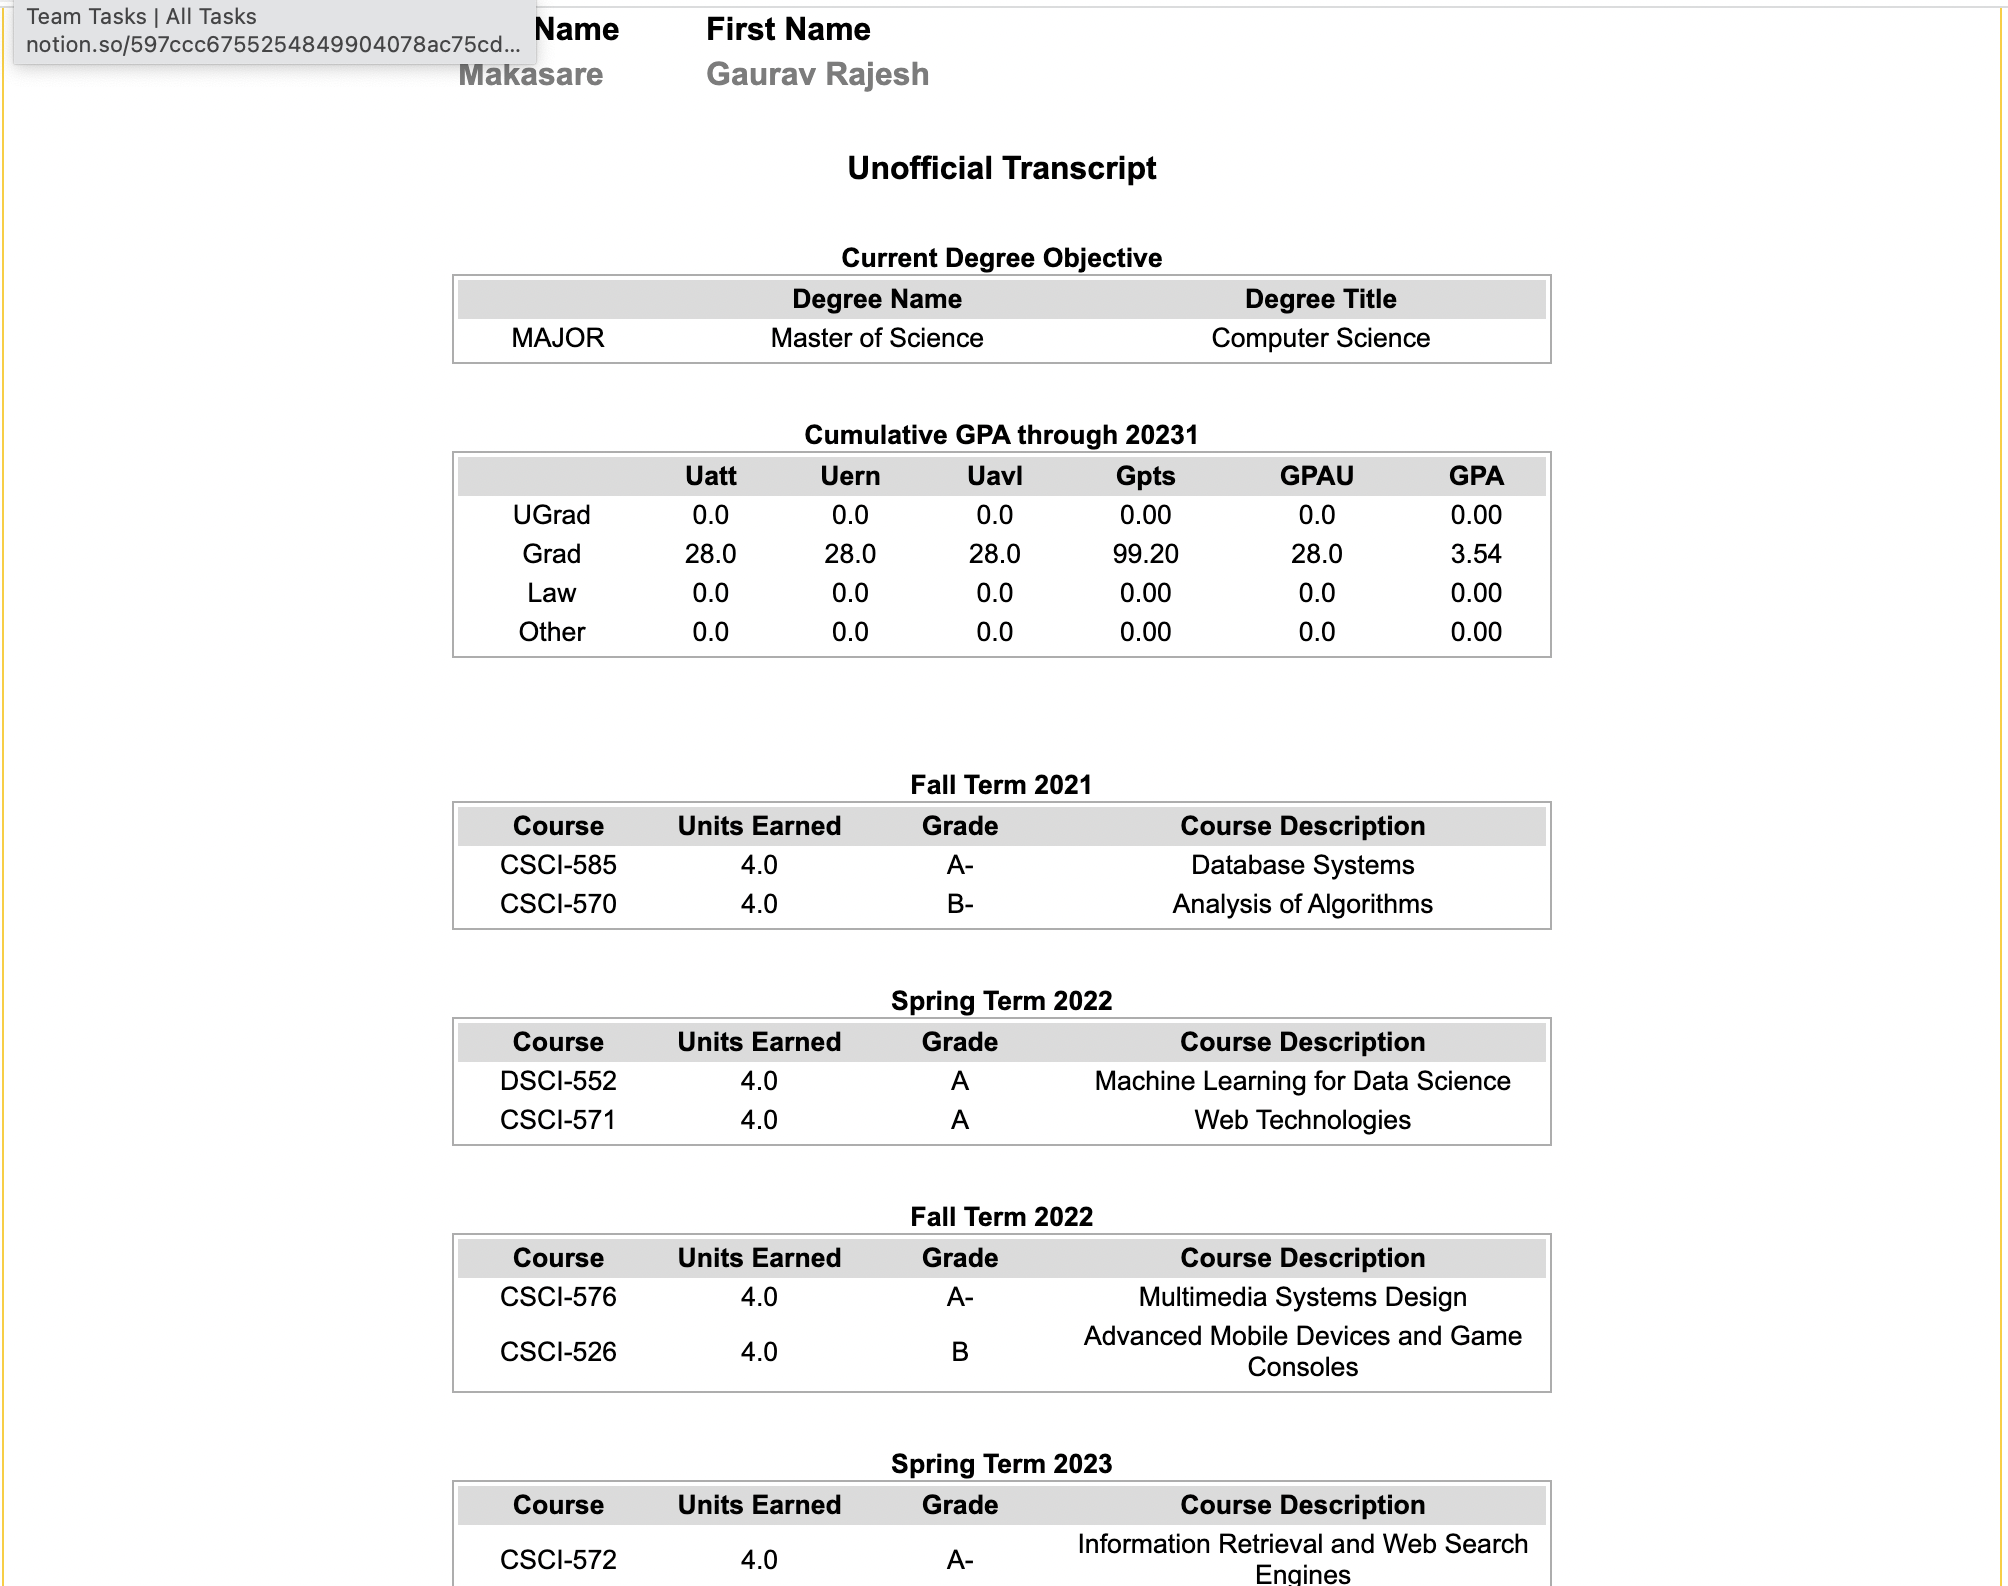 Team Tasks | All Tasks
notion.so/597ccc6755254849904078ac75cd...
Name First Name
Makasare Gaurav Rajesh
Unofficial Transcript
Current Degree Objective
Degree Name Degree Title
MAJOR Master of Science Computer Science
Cumulative GPA through 20231
Uatt Uern Uavl Gpts GPAU GPA
UGrad 0.0 0.0 0.0 0.00 0.0 0.00
Grad 28.0 28.0 28.0 99.20 28.0 3.54
Law 0.0 0.0 0.0 0.00 0.0 0.00
Other 0.0 0.0 0.0 0.00 0.0 0.00
Fall Term 2021
Course Units Earned Grade Course Description
CSCI-585 4.0 A- Database Systems
CSCI-570 4.0 B- Analysis of Algorithms
Spring Term 2022
Course Units Earned Grade Course Description
DSCI-552 4.0 A Machine Learning for Data Science
CSCI-571 4.0 A Web Technologies
Fall Term 2022
Course Units Earned Grade Course Description
CSCI-576 4.0 A- Multimedia Systems Design
CSCI-526 4.0 B Advanced Mobile Devices and Game
Consoles
Spring Term 2023
Course Units Earned Grade Course Description
CSCI-572 4.0 A- Information Retrieval and Web Search
Engines